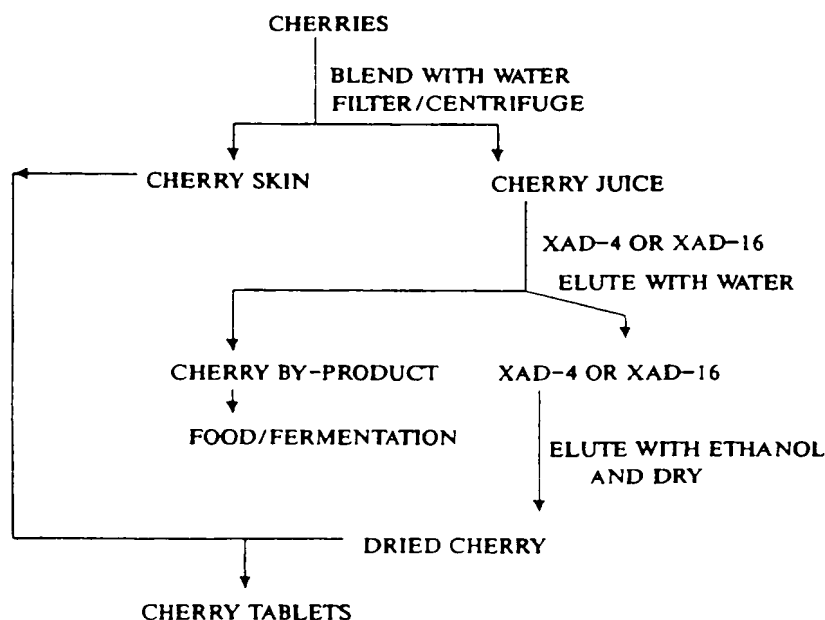 CHERRIES
BLEND WITH WATER
FILTER/CENTRIFUGE
CHERRY SKIN
CHERRY JUICE
XAD-4 OR XAD-16
ELUTE WITH WATER
CHERRY BY-PRODUCT
XAD-4 OR XAD-16
FOOD/FERMENTATION
ELUTE WITH ETHANOL
AND DRY
DRIED CHERRY
CHERRY TABLETS